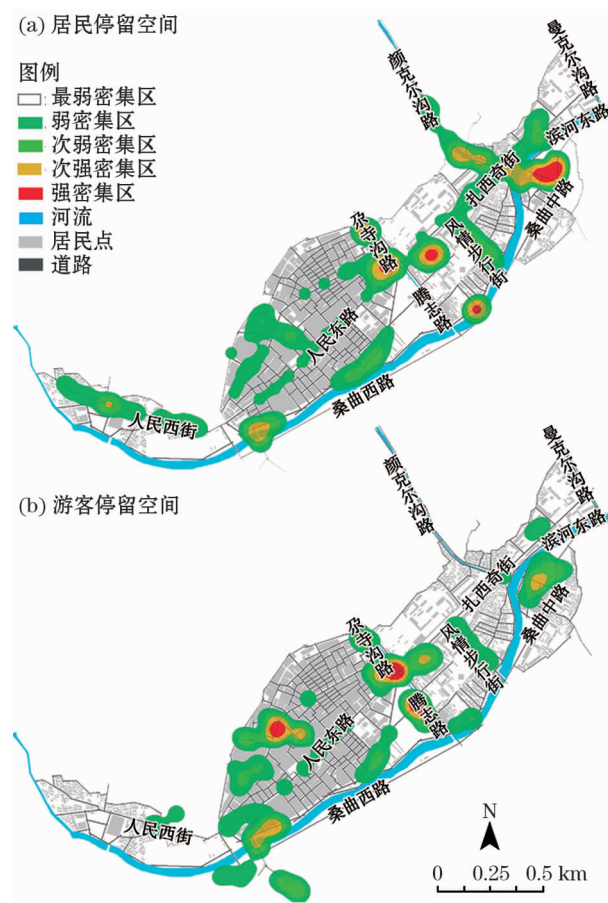 (a) 居民停留空间
图例
最弱密集区
弱密集区
次弱密集区
次强密集区
强密集区
河流
居民点
道路
颜克尔沟路
曼克尔沟路
滨河东路
扎西奇街
桑曲中路
尕寺沟路
风情步行街
腾志路
人民东路
桑曲西路
人民西街
(b) 游客停留空间
颜克尔沟路
曼克尔沟路
滨河东路
扎西奇街
桑曲中路
尕寺沟路
风情步行街
腾志路
人民东路
桑曲西路
人民西街
N
0 0.25 0.5 km